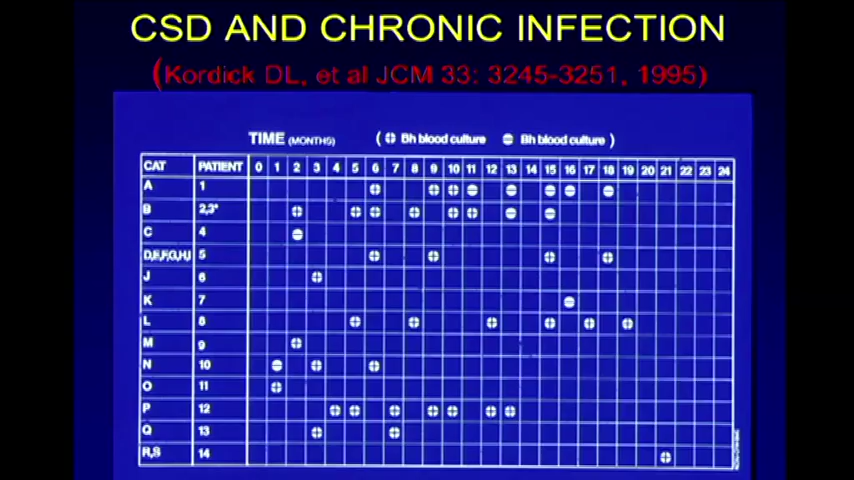 CSD AND CHRONIC INFECTION
(Kordick DL, et al JCM 33: 3245-3251, 1995)
TIME (MONTHS) ( ⊕ Bh blood culture ⊖ Bh blood culture )
CAT PATIENT 0 1 2 3 4 5 6 7 8 9 10 11 12 13 14 15 16 17 18 19 20 21 22 23 24
A 1 ⊕ ⊕ ⊕ ⊖ ⊖ ⊖ ⊖ ⊖
B 2,3* ⊕ ⊕ ⊕ ⊕ ⊕ ⊕ ⊖ ⊖
C 4 ⊖
D,E,F,G,H,I 5 ⊕ ⊕ ⊕ ⊕
J 6 ⊕
K 7 ⊖
L 8 ⊕ ⊕ ⊕ ⊕ ⊕ ⊕
M 9 ⊕
N 10 ⊖ ⊕ ⊕
O 11 ⊕
P 12 ⊕ ⊕ ⊕ ⊕ ⊕ ⊕ ⊕
Q 13 ⊕ ⊕
R,S 14 ⊕